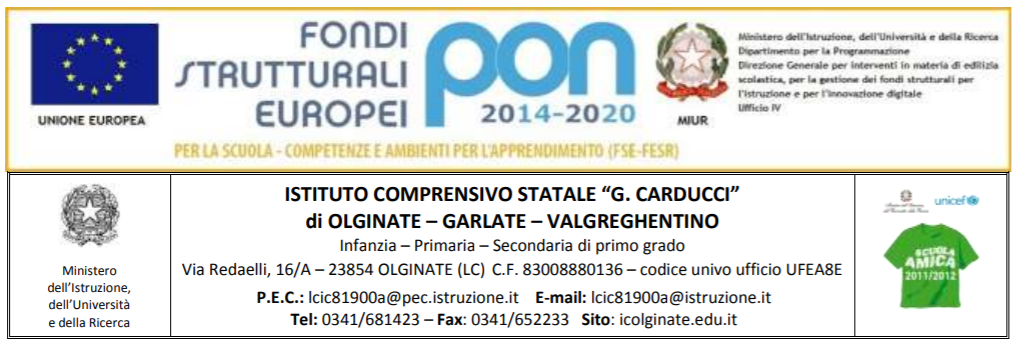 UNIONE EUROPEA
FONDI
STRUTTURALI
EUROPEI
pon
2014-2020
MIUR
Ministero dell'Istruzione, dell'Università e della Ricerca
Dipartimento per la Programmazione
Direzione Generale per interventi in materia di edilizia
scolastica, per la gestione dei fondi strutturali per
l'Istruzione e per l'Innovazione digitale
Ufficio IV
PER LA SCUOLA - COMPETENZE E AMBIENTI PER L'APPRENDIMENTO (FSE-FESR)
Ministero
dell'Istruzione,
dell'Università
e della Ricerca
ISTITUTO COMPRENSIVO STATALE “G. CARDUCCI”
di OLGINATE – GARLATE – VALGREGHENTINO
Infanzia – Primaria – Secondaria di primo grado
Via Redaelli, 16/A – 23854 OLGINATE (LC) C.F. 83008880136 – codice univo ufficio UFEA8E
P.E.C.: lcic81900a@pec.istruzione.it E-mail: lcic81900a@istruzione.it
Tel: 0341/681423 – Fax: 0341/652233 Sito: icolginate.edu.it
unicef
SCUOLA
AMICA
2011/2012